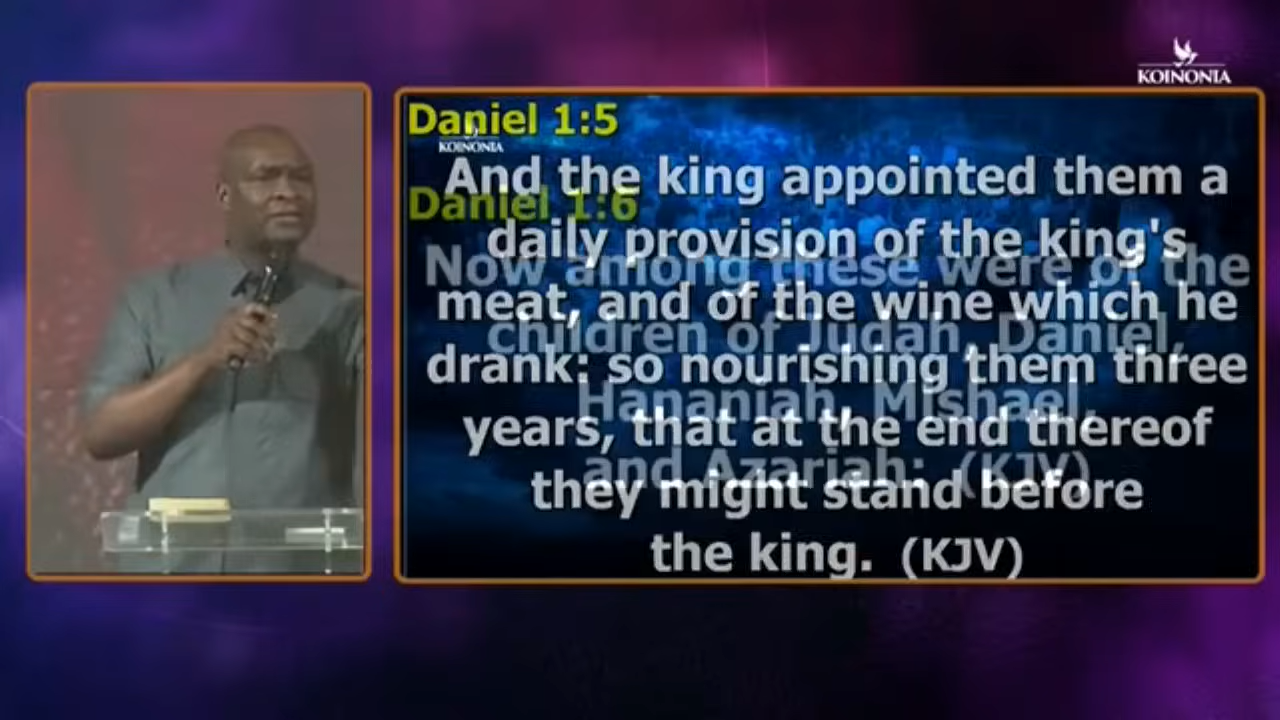 KOINONIA
Daniel 1:5
KOINONIA
And the king appointed them a
daily provision of the king's
meat, and of the wine which he
drank: so nourishing them three
years, that at the end thereof
they might stand before
the king. (KJV)
Daniel 1:6
Now among these were of the
children of Judah, Daniel,
Hananiah, Mishael,
and Azariah: (KJV)